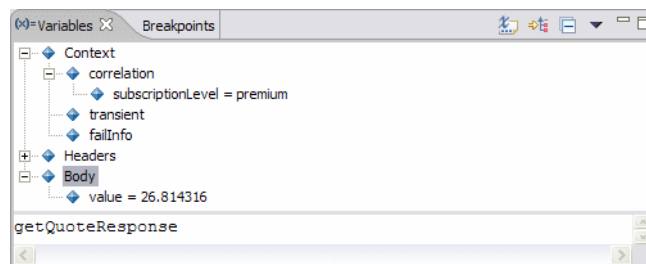 (x)= Variables Breakpoints
Context
correlation
subscriptionLevel = premium
transient
failInfo
Headers
Body
value = 26.814316
getQuoteResponse